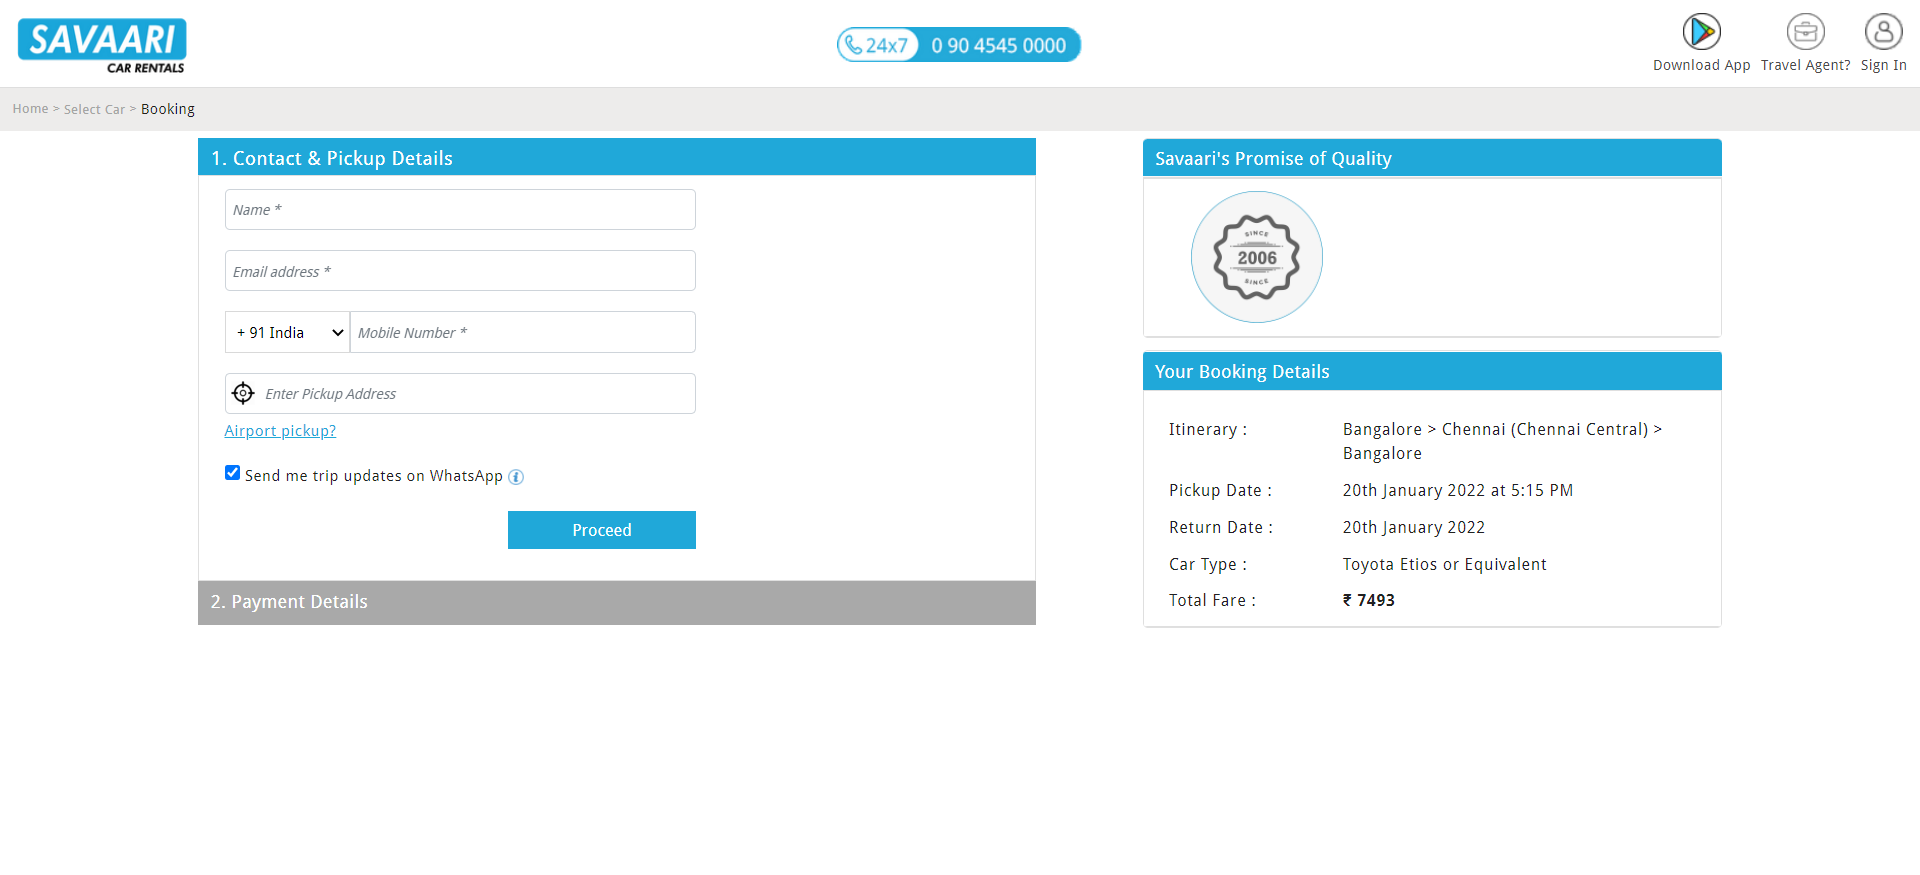 SAVAARI
CAR RENTALS
24x7 0 90 4545 0000
Download App
Travel Agent?
Sign In
Home > Select Car > Booking
1. Contact & Pickup Details
Name *
Email address *
+ 91 India
Mobile Number *
Enter Pickup Address
Airport pickup?
Send me trip updates on WhatsApp i
Proceed
2. Payment Details
Savaari's Promise of Quality
SINCE
2006
SINCE
Your Booking Details
Itinerary : Bangalore > Chennai (Chennai Central) >
Bangalore
Pickup Date : 20th January 2022 at 5:15 PM
Return Date : 20th January 2022
Car Type : Toyota Etios or Equivalent
Total Fare : ₹ 7493